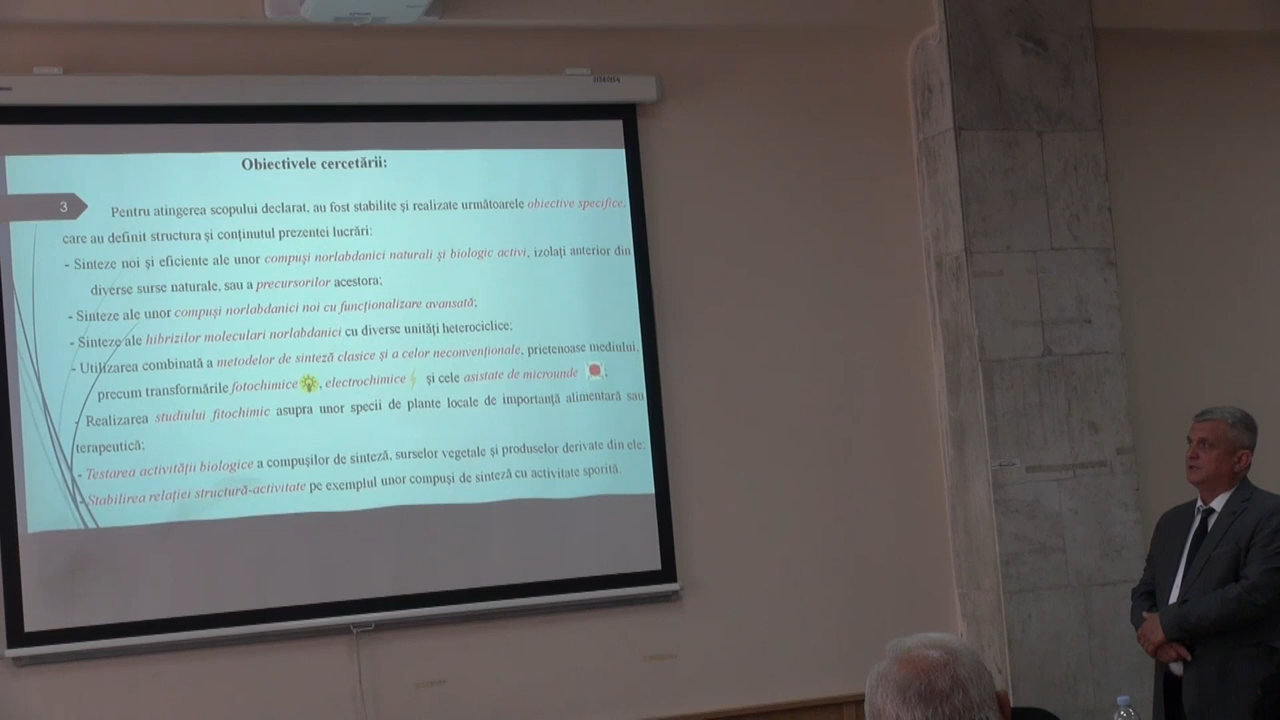 Obiectivele cercetării:
3
Pentru atingerea scopului declarat, au fost stabilite și realizate următoarele obiective specifice,
care au definit structura și conținutul prezentei lucrări:
- Sinteze noi și eficiente ale unor compuși norlabdanici naturali și biologic activi, izolați anterior din
diverse surse naturale, sau a precursorilor acestora;
- Sinteze ale unor compuși norlabdanici noi cu funcționalizare avansată;
- Sinteze ale hibrizilor moleculari norlabdanici cu diverse unități heterociclice;
- Utilizarea combinată a metodelor de sinteză clasice și a celor neconvenționale, prietenoase mediului,
precum transformările fotochimice, electrochimice și cele asistate de microunde;
- Realizarea studiului fitochimic asupra unor specii de plante locale de importanță alimentară sau
terapeutică;
- Testarea activității biologice a compușilor de sinteză, surselor vegetale și produselor derivate din ele.
- Stabilirea relației structură-activitate pe exemplul unor compuși de sinteză cu activitate sporită.